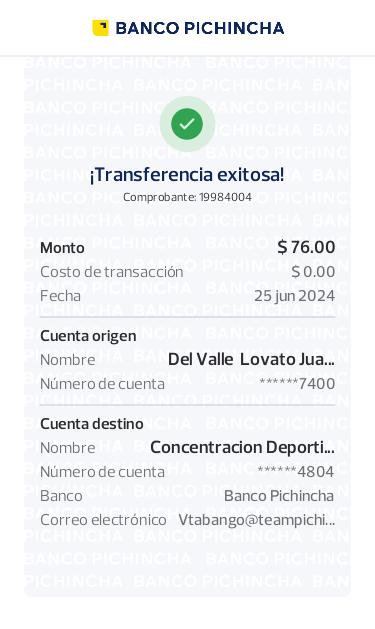 BANCO PICHINCHA
¡Transferencia exitosa!
Comprobante: 19984004
Monto $ 76.00
Costo de transacción $ 0.00
Fecha 25 jun 2024
Cuenta origen
Nombre Del Valle Lovato Jua...
Número de cuenta ******7400
Cuenta destino
Nombre Concentracion Deporti...
Número de cuenta ******4804
Banco Banco Pichincha
Correo electrónico Vtabango@teampichi...